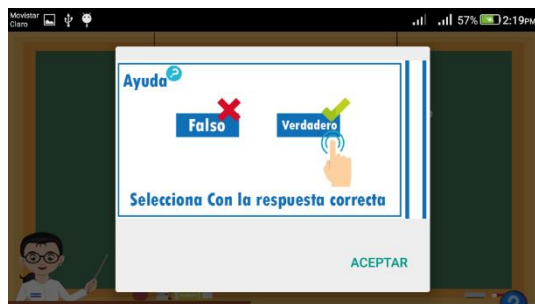 Movistar
Claro
57% 2:19PM
Ayuda
Falso
Verdadero
Selecciona Con la respuesta correcta
ACEPTAR